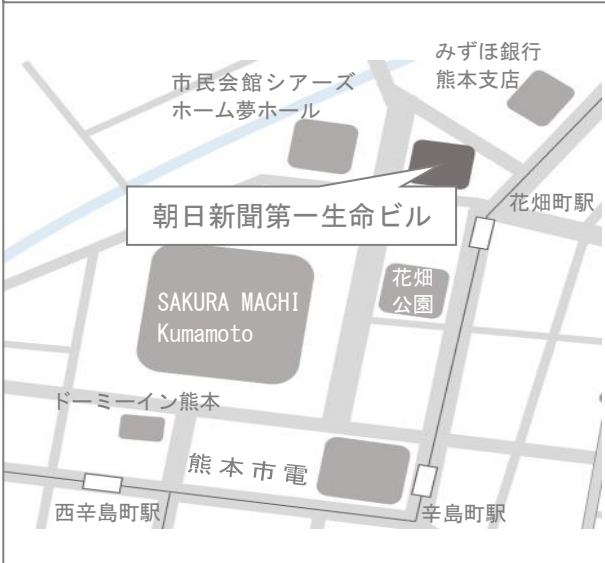 みずほ銀行
熊本支店
市民会館シアーズ
ホーム夢ホール
朝日新聞第一生命ビル
花畑町駅
花畑
公園
SAKURA MACHI
Kumamoto
ドーミーイン熊本
熊本市電
西辛島町駅
辛島町駅